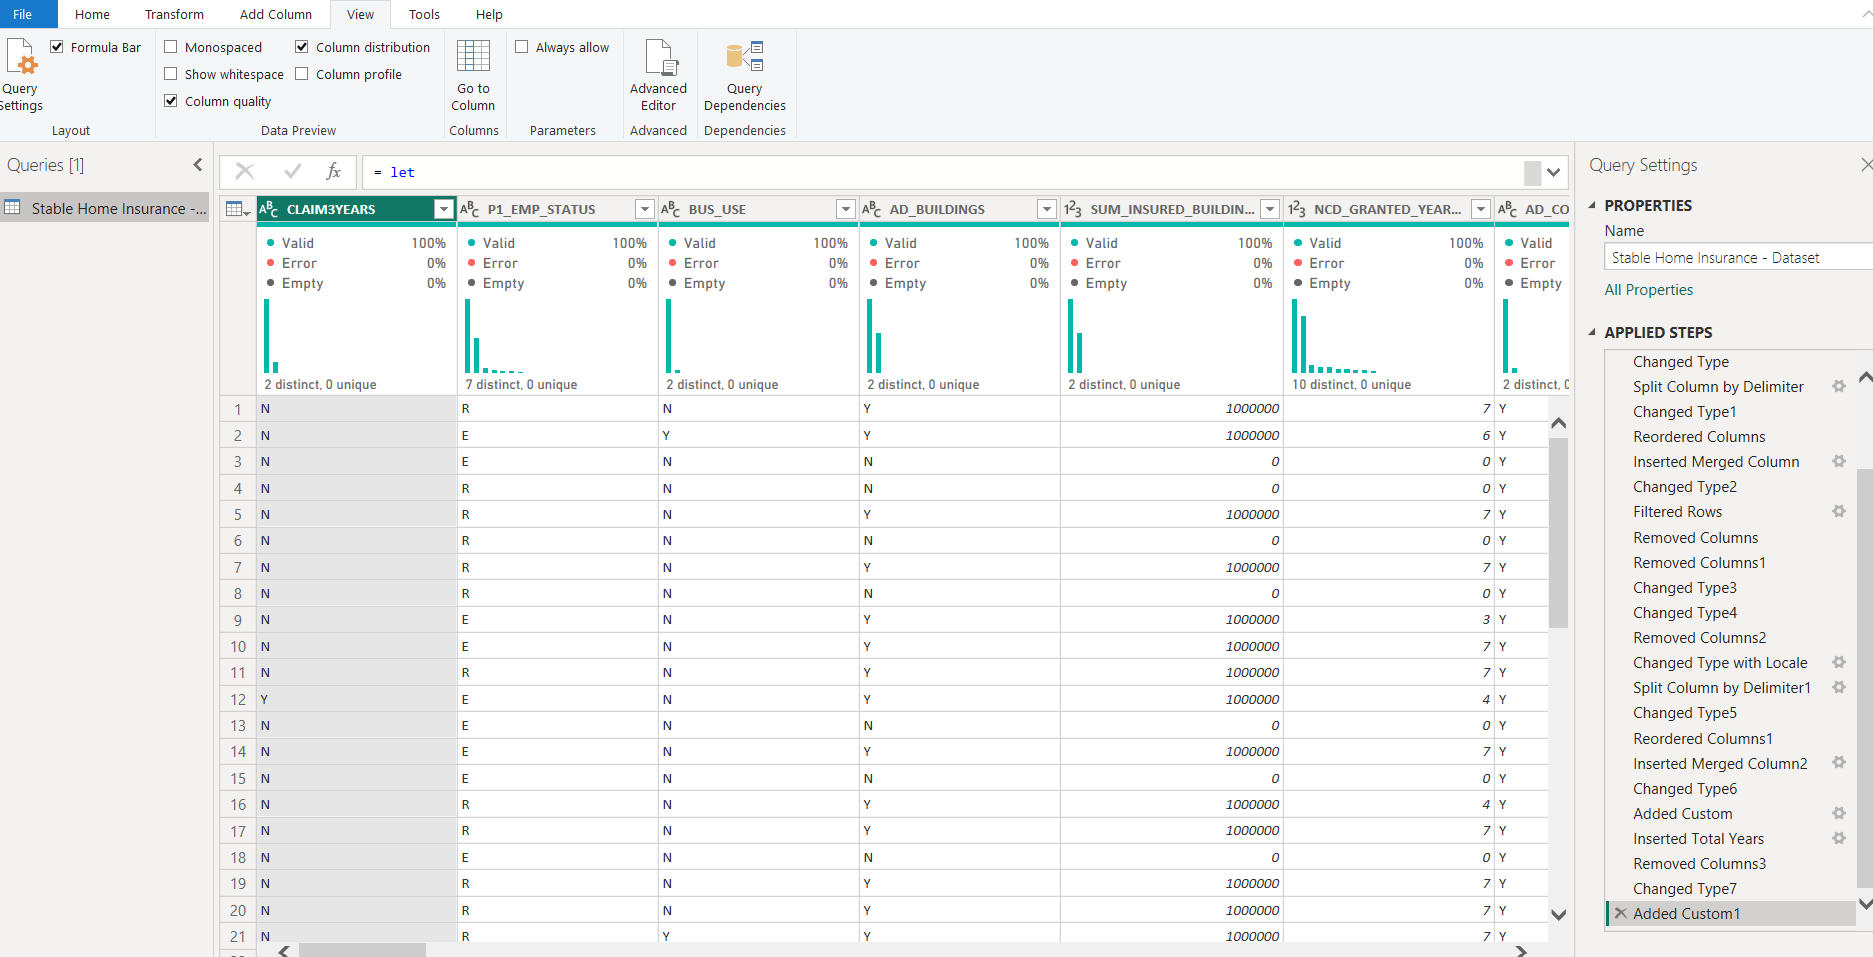 File Home Transform Add Column View Tools Help
Formula Bar Monospaced Column distribution Always allow
Show whitespace Column profile
Column quality
Query Settings Go to Column Advanced Editor Query Dependencies
Layout Data Preview Columns Parameters Advanced Dependencies
Queries [1] fx = let Query Settings
Stable Home Insurance -...
ABC CLAIM3YEARS ABC P1_EMP_STATUS ABC BUS_USE ABC AD_BUILDINGS 123 SUM_INSURED_BUILDIN... 123 NCD_GRANTED_YEAR... ABC AD_CO
Valid 100% Valid 100% Valid 100% Valid 100% Valid 100% Valid 100% Valid
Error 0% Error 0% Error 0% Error 0% Error 0% Error 0% Error
Empty 0% Empty 0% Empty 0% Empty 0% Empty 0% Empty 0% Empty
2 distinct, 0 unique 7 distinct, 0 unique 2 distinct, 0 unique 2 distinct, 0 unique 2 distinct, 0 unique 10 distinct, 0 unique 2 distinct, 0
1 N R N Y 1000000 7 Y
2 N E Y Y 1000000 6 Y
3 N E N N 0 0 Y
4 N R N N 0 0 Y
5 N R N Y 1000000 7 Y
6 N R N N 0 0 Y
7 N R N Y 1000000 7 Y
8 N R N N 0 0 Y
9 N E N Y 1000000 3 Y
10 N E N Y 1000000 7 Y
11 N R N Y 1000000 7 Y
12 Y E N Y 1000000 4 Y
13 N E N N 0 0 Y
14 N E N Y 1000000 7 Y
15 N E N N 0 0 Y
16 N R N Y 1000000 4 Y
17 N R N Y 1000000 7 Y
18 N E N N 0 0 Y
19 N R N Y 1000000 7 Y
20 N R N Y 1000000 7 Y
21 N R Y Y 1000000 7 Y
PROPERTIES
Name
Stable Home Insurance - Dataset
All Properties
APPLIED STEPS
Changed Type
Split Column by Delimiter
Changed Type1
Reordered Columns
Inserted Merged Column
Changed Type2
Filtered Rows
Removed Columns
Removed Columns1
Changed Type3
Changed Type4
Removed Columns2
Changed Type with Locale
Split Column by Delimiter1
Changed Type5
Reordered Columns1
Inserted Merged Column2
Changed Type6
Added Custom
Inserted Total Years
Removed Columns3
Changed Type7
Added Custom1